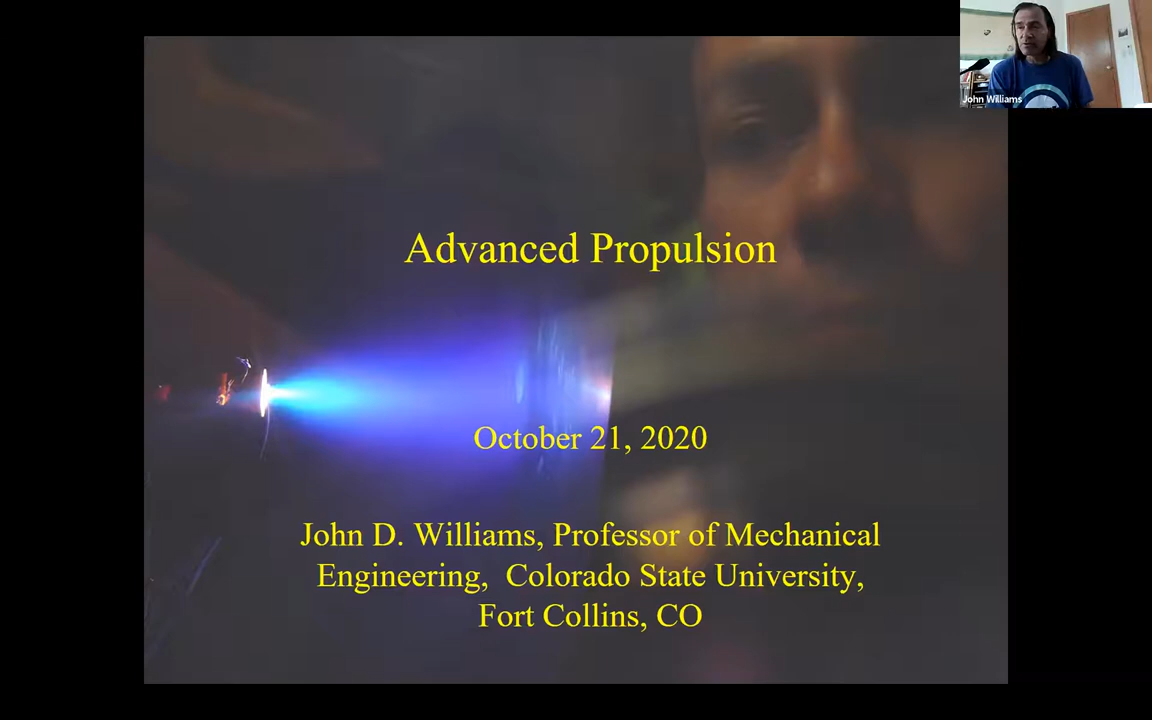 John Williams
Advanced Propulsion
October 21, 2020
John D. Williams, Professor of Mechanical
Engineering, Colorado State University,
Fort Collins, CO